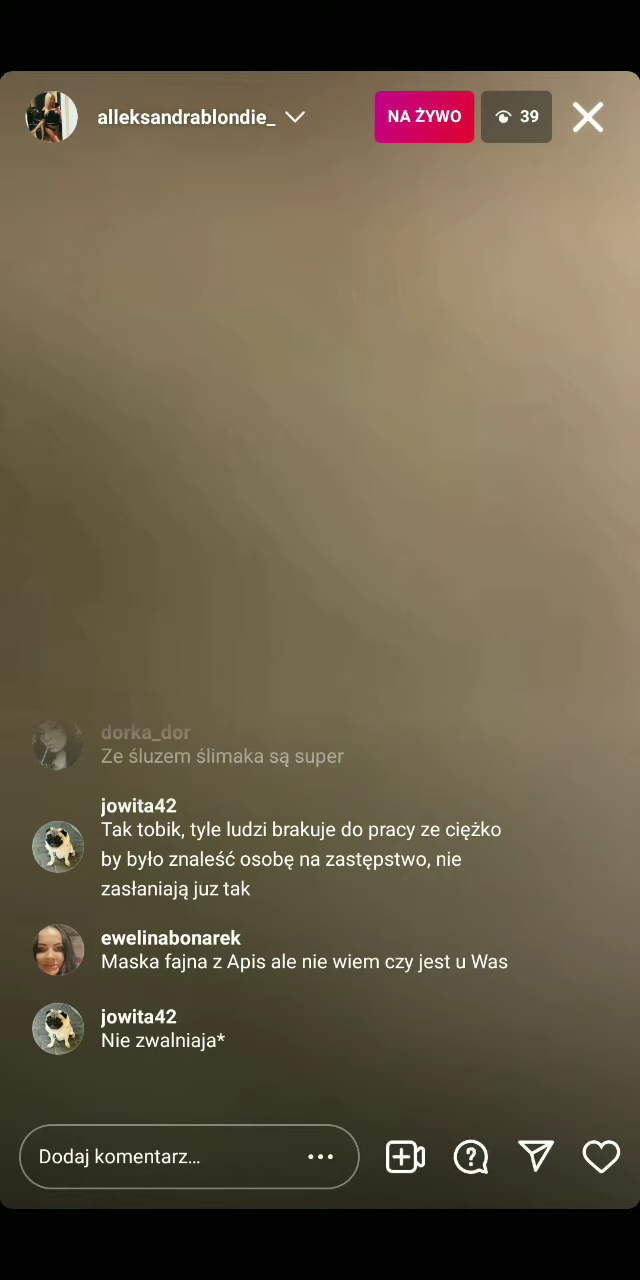 alleksandrablondie_
NA ŻYWO
39
dorka_dor
Ze śluzem ślimaka są super
jowita42
Tak tobik, tyle ludzi brakuje do pracy ze ciężko
by było znaleść osobę na zastępstwo, nie
zasłaniają juz tak
ewelinabonarek
Maska fajna z Apis ale nie wiem czy jest u Was
jowita42
Nie zwalniaja*
Dodaj komentarz...